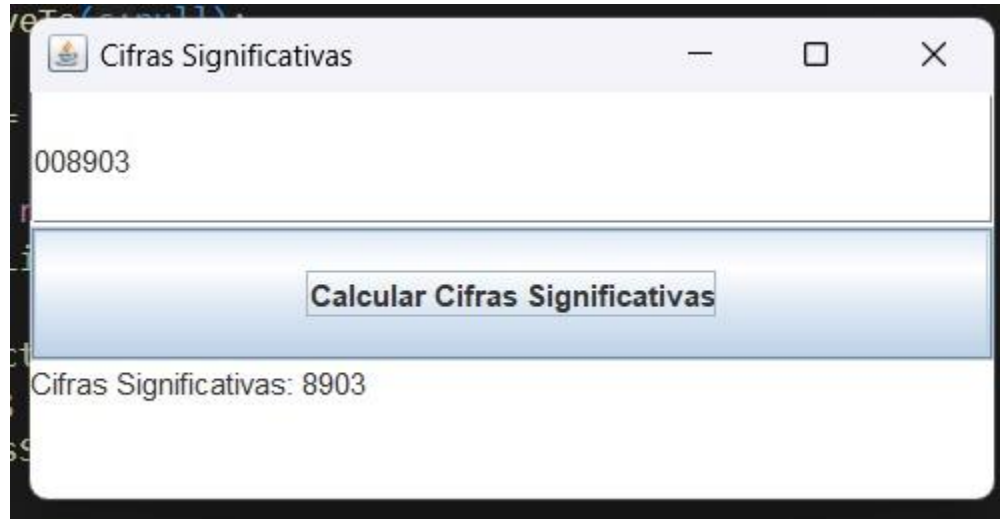 Cifras Significativas
008903
Calcular Cifras Significativas
Cifras Significativas: 8903